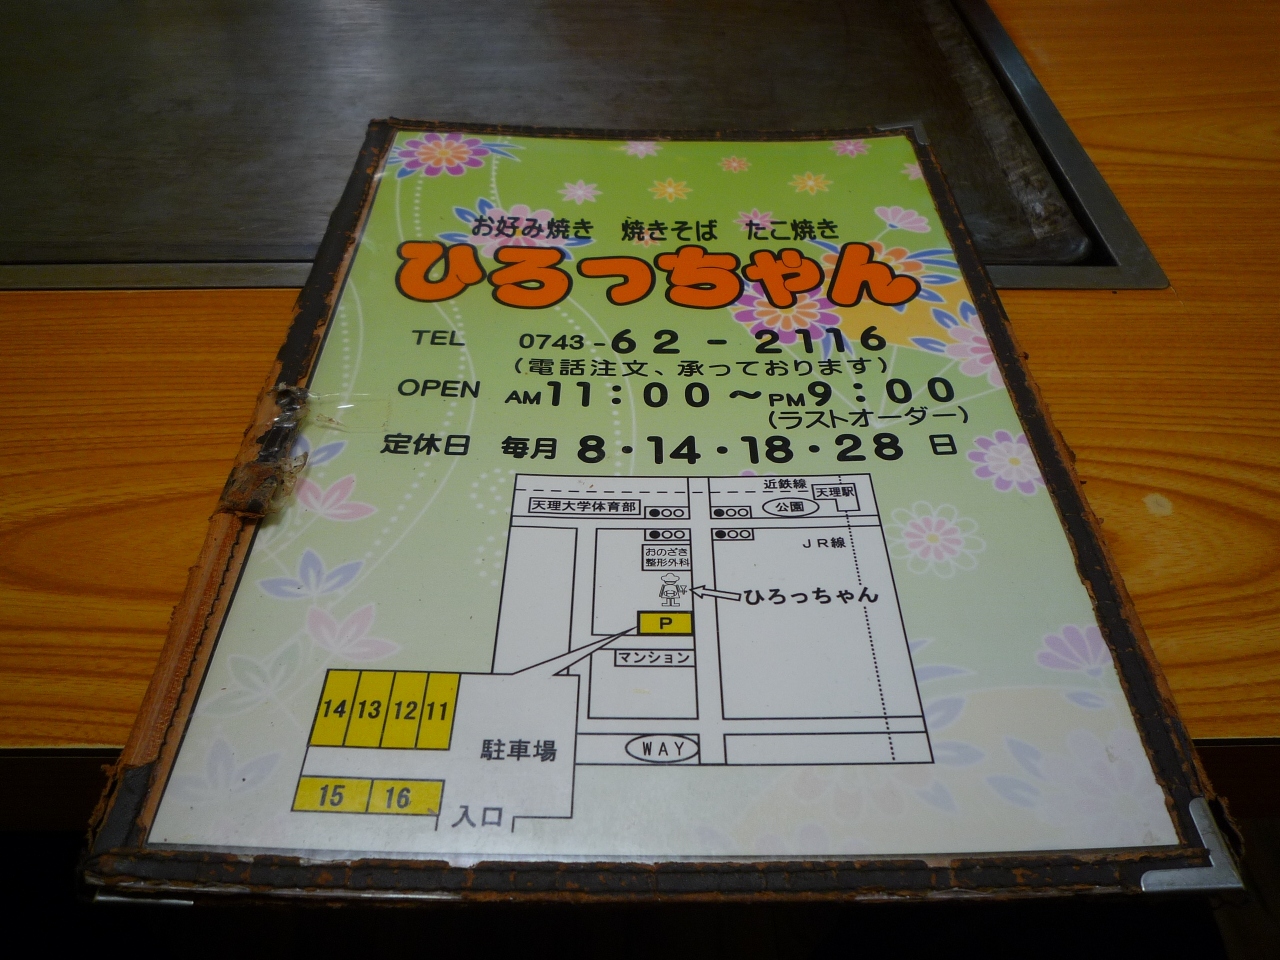 お好み焼き 焼きそば たこ焼き
ひろっちゃん
TEL 0743-62-2116
(電話注文、承っております)
OPEN AM11:00～PM9:00
(ラストオーダー)
定休日 毎月 8・14・18・28 日
近鉄線
天理駅
天理大学体育部
公園
JR線
おのざき
整形外科
ひろっちゃん
P
マンション
14 13 12 11
駐車場
WAY
15 16
入口